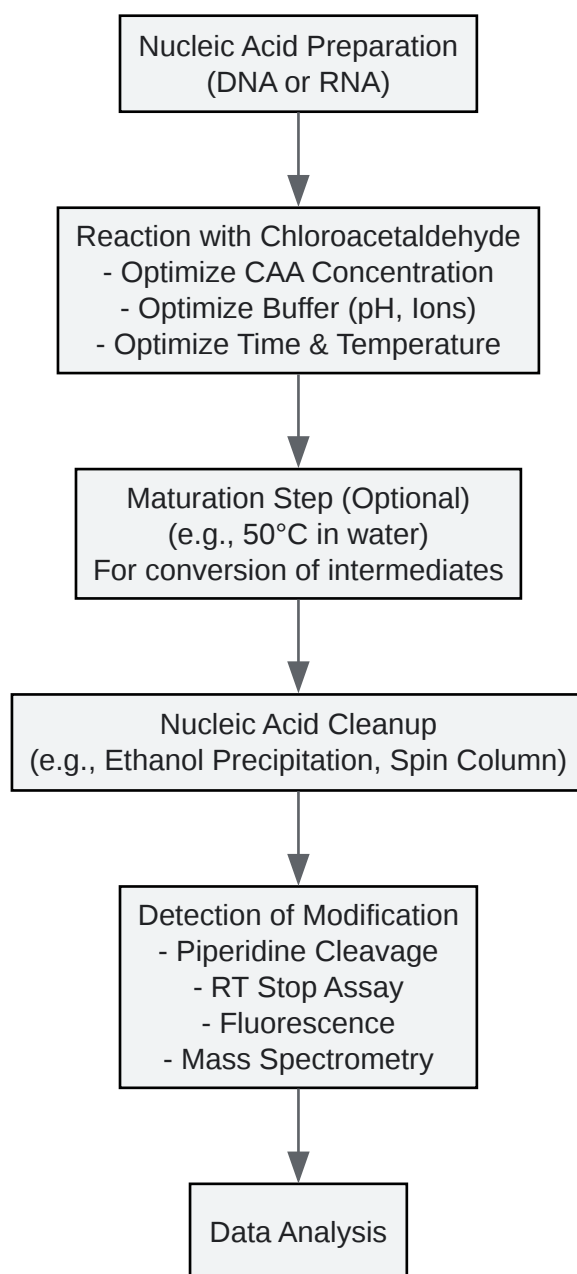 Nucleic Acid Preparation
(DNA or RNA)
Reaction with Chloroacetaldehyde
- Optimize CAA Concentration
- Optimize Buffer (pH, Ions)
- Optimize Time & Temperature
Maturation Step (Optional)
(e.g., 50°C in water)
For conversion of intermediates
Nucleic Acid Cleanup
(e.g., Ethanol Precipitation, Spin Column)
Detection of Modification
- Piperidine Cleavage
- RT Stop Assay
- Fluorescence
- Mass Spectrometry
Data Analysis